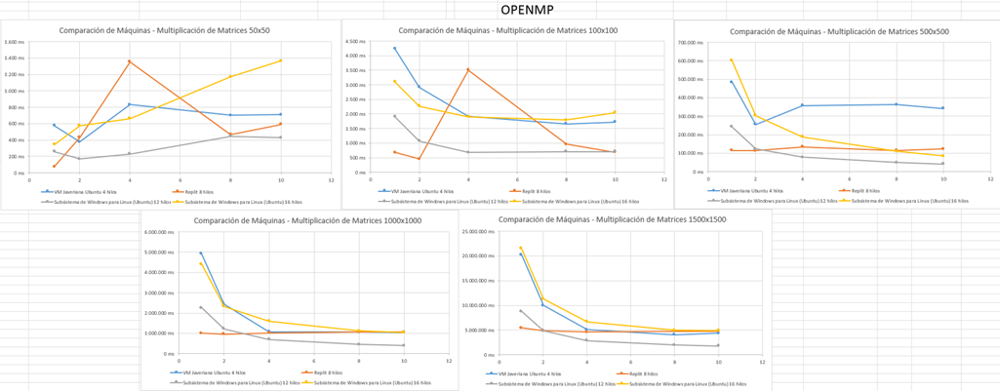 OPENMP
Comparación de Máquinas - Multiplicación de Matrices 50x50
1.600 ms
1.400 ms
1.200 ms
1.000 ms
800 ms
600 ms
400 ms
200 ms
0 ms
0 2 4 6 8 10 12
VM Javeriana Ubuntu 4 hilos Replit 8 hilos
Subsistema de Windows para Linux (Ubuntu) 12 hilos Subsistema de Windows para Linux (Ubuntu) 16 hilos
Comparación de Máquinas - Multiplicación de Matrices 100x100
4.500 ms
4.000 ms
3.500 ms
3.000 ms
2.500 ms
2.000 ms
1.500 ms
1.000 ms
500 ms
0 ms
0 2 4 6 8 10 12
VM Javeriana Ubuntu 4 hilos Replit 8 hilos
Subsistema de Windows para Linux (Ubuntu) 12 hilos Subsistema de Windows para Linux (Ubuntu) 16 hilos
Comparación de Máquinas - Multiplicación de Matrices 500x500
700.000 ms
600.000 ms
500.000 ms
400.000 ms
300.000 ms
200.000 ms
100.000 ms
0 ms
0 2 4 6 8 10 12
VM Javeriana Ubuntu 4 hilos Replit 8 hilos
Subsistema de Windows para Linux (Ubuntu) 12 hilos Subsistema de Windows para Linux (Ubuntu) 16 hilos
Comparación de Máquinas - Multiplicación de Matrices 1000x1000
6.000.000 ms
5.000.000 ms
4.000.000 ms
3.000.000 ms
2.000.000 ms
1.000.000 ms
0 ms
0 2 4 6 8 10 12
VM Javeriana Ubuntu 4 hilos Replit 8 hilos
Subsistema de Windows para Linux (Ubuntu) 12 hilos Subsistema de Windows para Linux (Ubuntu) 16 hilos
Comparación de Máquinas - Multiplicación de Matrices 1500x1500
25.000.000 ms
20.000.000 ms
15.000.000 ms
10.000.000 ms
5.000.000 ms
0 ms
0 2 4 6 8 10 12
VM Javeriana Ubuntu 4 hilos Replit 8 hilos
Subsistema de Windows para Linux (Ubuntu) 12 hilos Subsistema de Windows para Linux (Ubuntu) 16 hilos